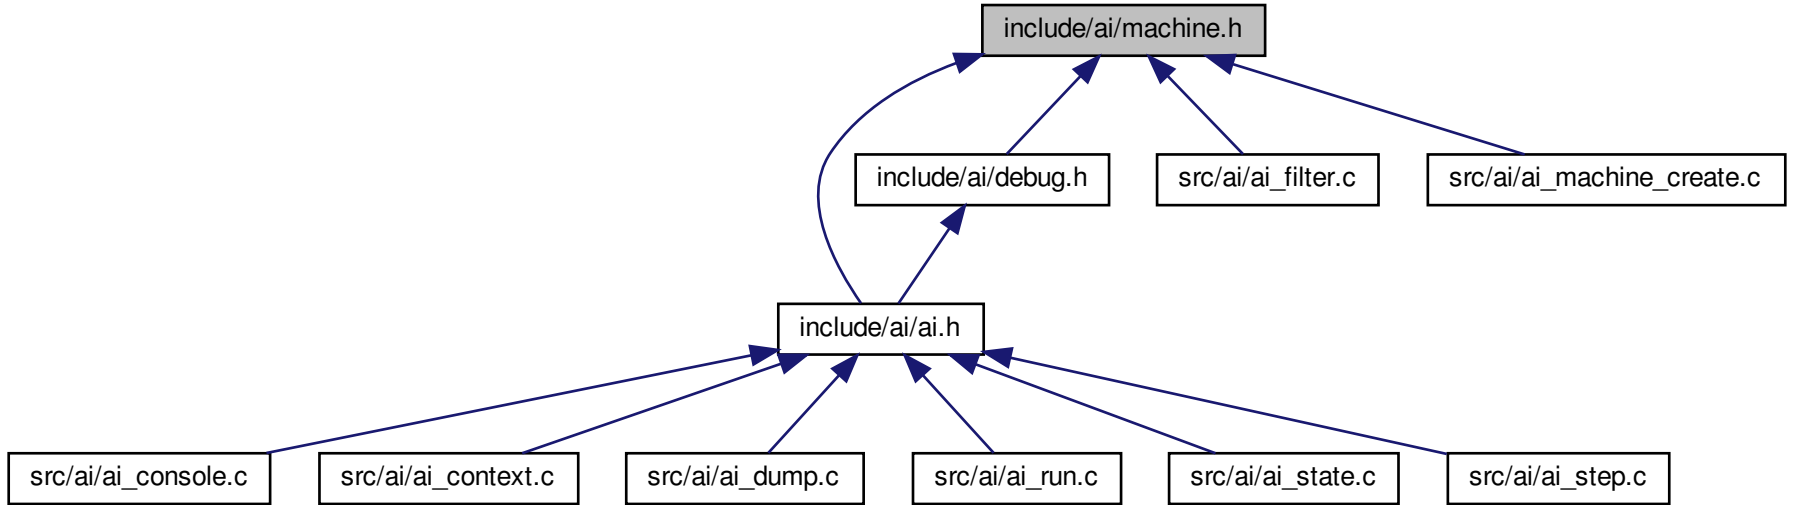 include/ai/machine.h
include/ai/debug.h
src/ai/ai_filter.c
src/ai/ai_machine_create.c
include/ai/ai.h
src/ai/ai_console.c
src/ai/ai_context.c
src/ai/ai_dump.c
src/ai/ai_run.c
src/ai/ai_state.c
src/ai/ai_step.c